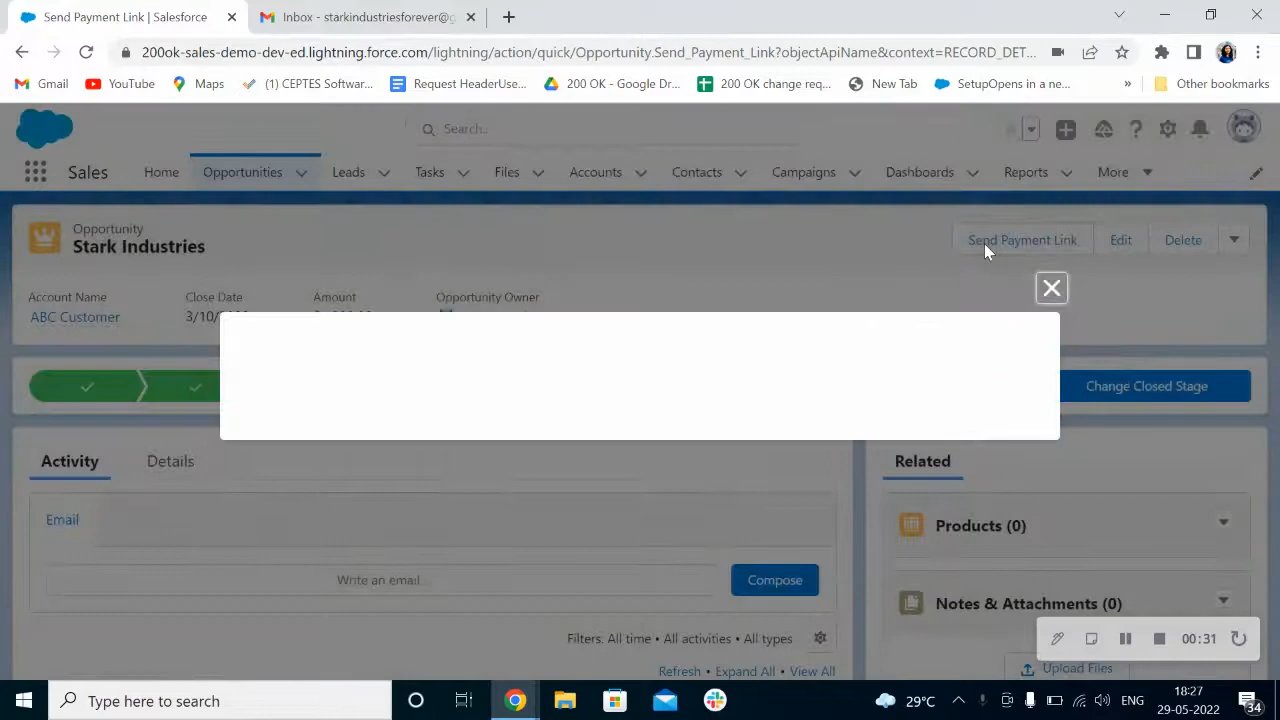 Send Payment Link | Salesforce
Inbox - starkindustriesforever@g
200ok-sales-demo-dev-ed.lightning.force.com/lightning/action/quick/Opportunity.Send_Payment_Link?objectApiName&context=RECORD_DET...
Gmail
YouTube
Maps
(1) CEPTES Softwar...
Request HeaderUse...
200 OK - Google Dr...
200 OK change req...
New Tab
SetupOpens in a ne...
»
Other bookmarks
Search...
Sales
Home
Opportunities
Leads
Tasks
Files
Accounts
Contacts
Campaigns
Dashboards
Reports
More
Opportunity
Stark Industries
Send Payment Link
Edit
Delete
Account Name
Close Date
Amount
Opportunity Owner
ABC Customer
Change Closed Stage
Activity
Details
Related
Email
Products (0)
Write an email...
Compose
Notes & Attachments (0)
Filters: All time • All activities • All types
00:31
Refresh • Expand All • View All
Upload Files
Type here to search
29°C
ENG
18:27
29-05-2022
34